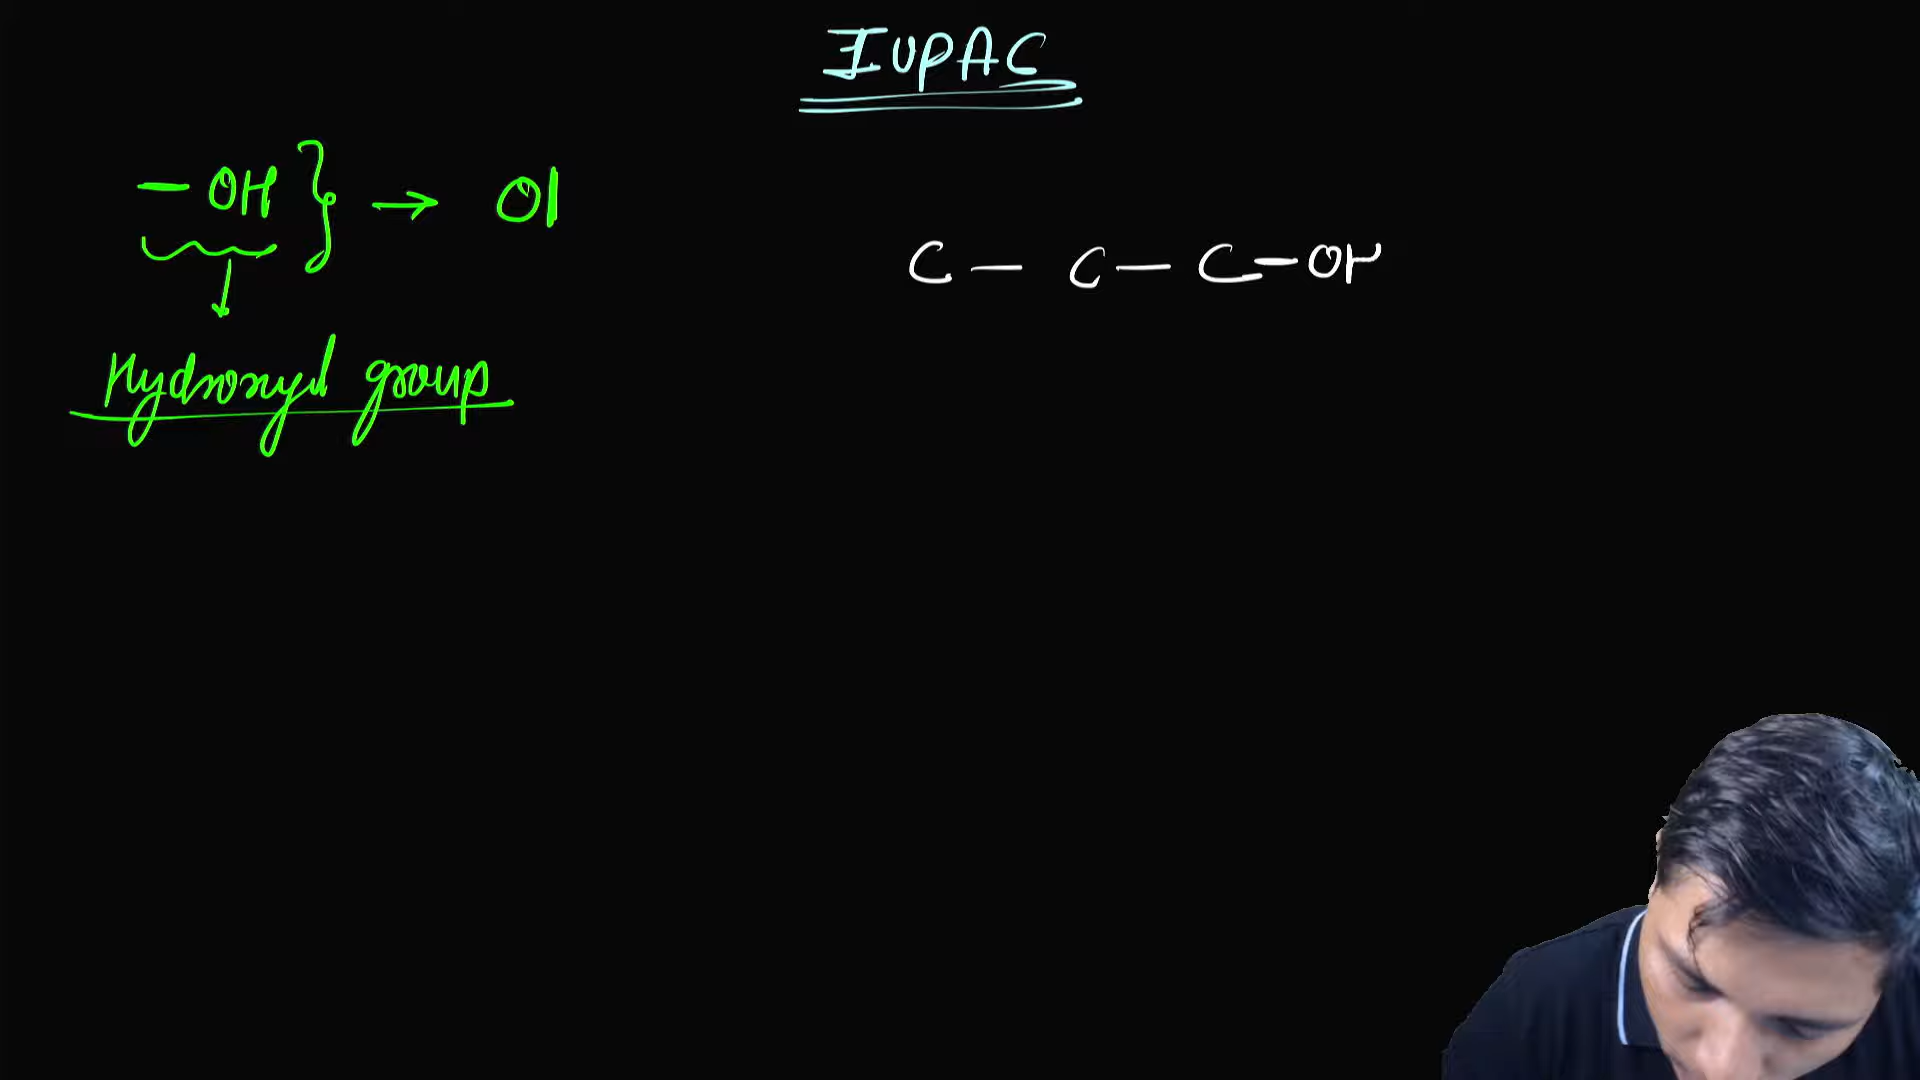 IUPAC
– OH } → Ol
C – C – C – OH
Hydroxyl group